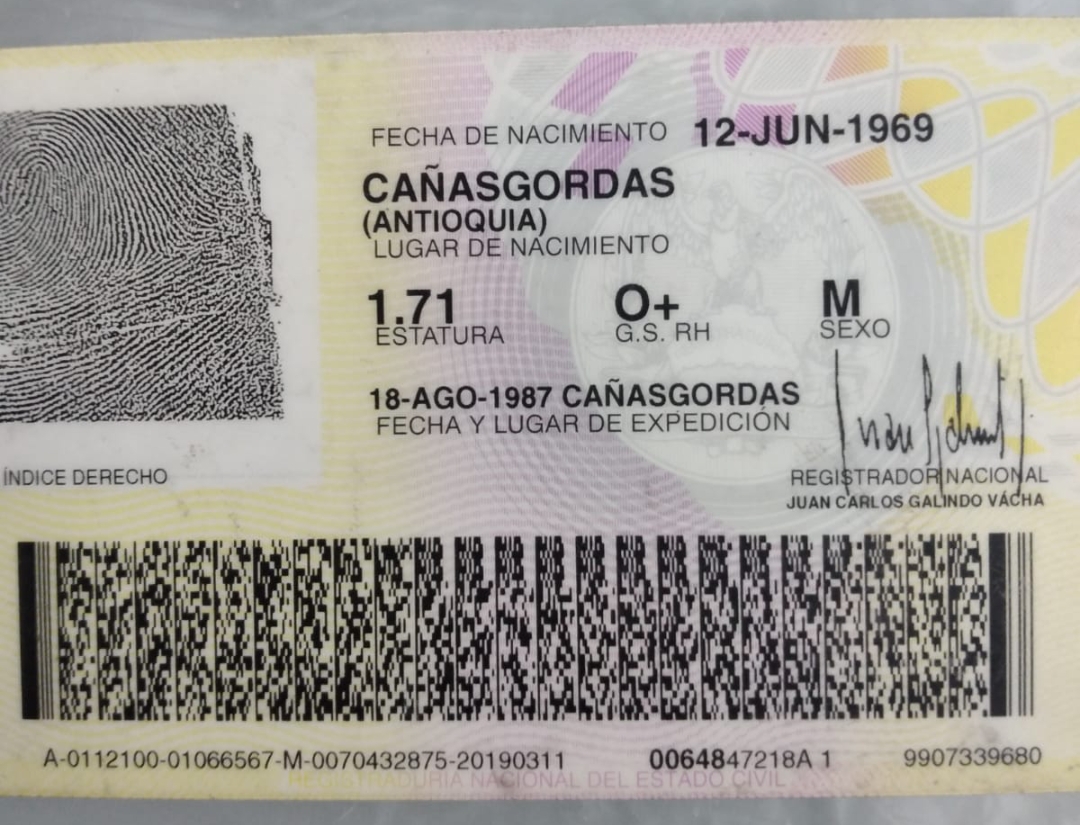 FECHA DE NACIMIENTO 12-JUN-1969
CAÑASGORDAS
(ANTIOQUIA)
LUGAR DE NACIMIENTO
1.71 O+ M
ESTATURA G.S. RH SEXO
18-AGO-1987 CAÑASGORDAS
FECHA Y LUGAR DE EXPEDICIÓN
ÍNDICE DERECHO
REGISTRADOR NACIONAL
JUAN CARLOS GALINDO VÁCHA
A-0112100-01066567-M-0070432875-20190311 0064847218A 1 9907339680
REGISTRADURIA NACIONAL DEL ESTADO CIVIL